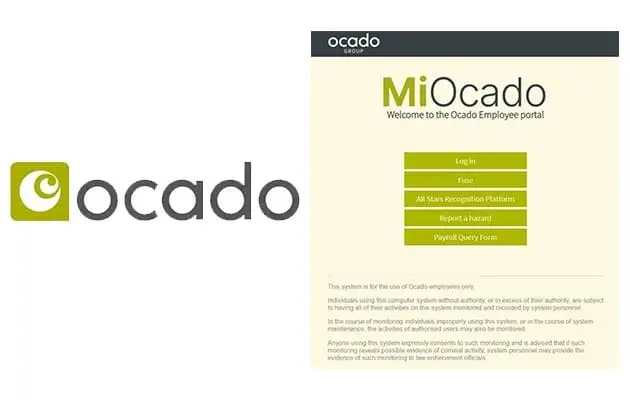 ocado
ocado
GROUP
MiOcado
Welcome to the Ocado Employee portal
Log in
Fuse
All Stars Recognition Platform
Report a hazard
Payroll Query Form
This system is for the use of Ocado employees only.
Individuals using this computer system without authority, or in excess of their authority, are subject
to having all of their activities on this system monitored and recorded by system personnel
In the course of monitoring individuals improperly using this system, or in the course of system
maintenance, the activities of authorised users may also be monitored.
Anyone using this system expressly consents to such monitoring and is advised that if such
monitoring reveals possible evidence of criminal activity, system personnel may provide the
evidence of such monitoring to law enforcement officials